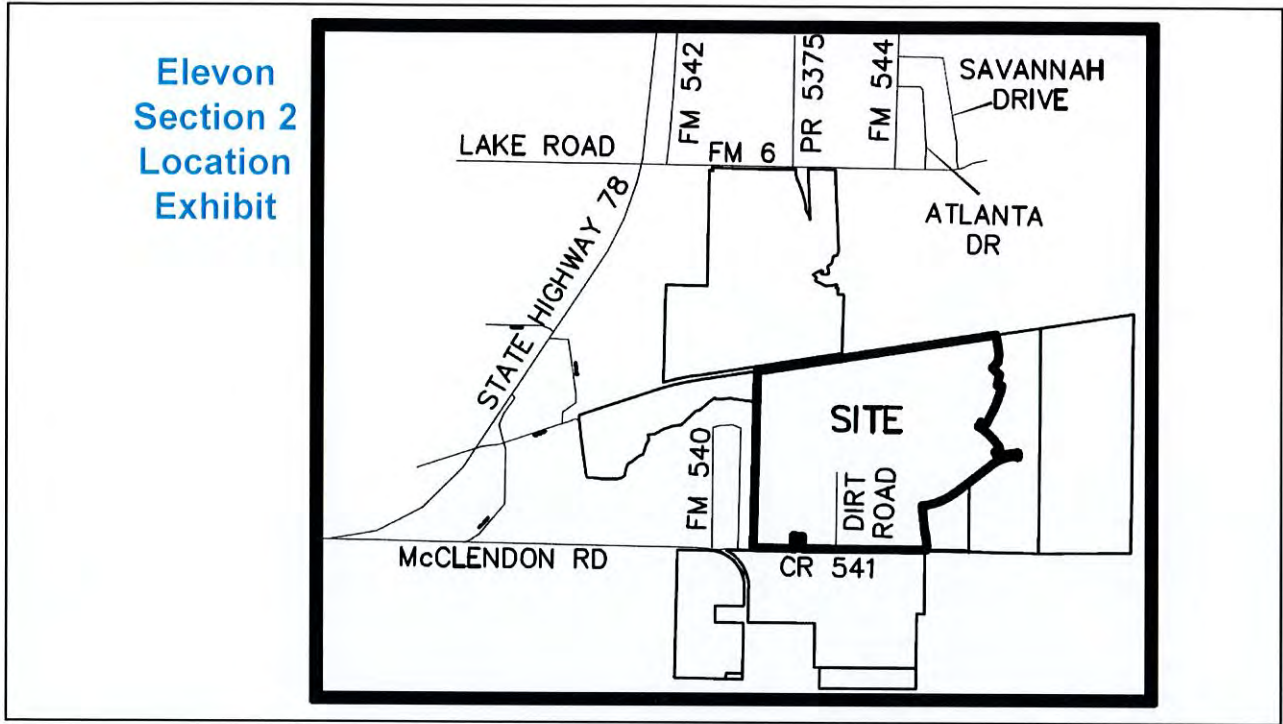 Elevon
Section 2
Location
Exhibit
FM 542
PR 5375
FM 544
SAVANNAH
DRIVE
LAKE ROAD
FM 6
STATE HIGHWAY 78
ATLANTA
DR
SITE
FM 540
DIRT
ROAD
McCLENDON RD
CR 541